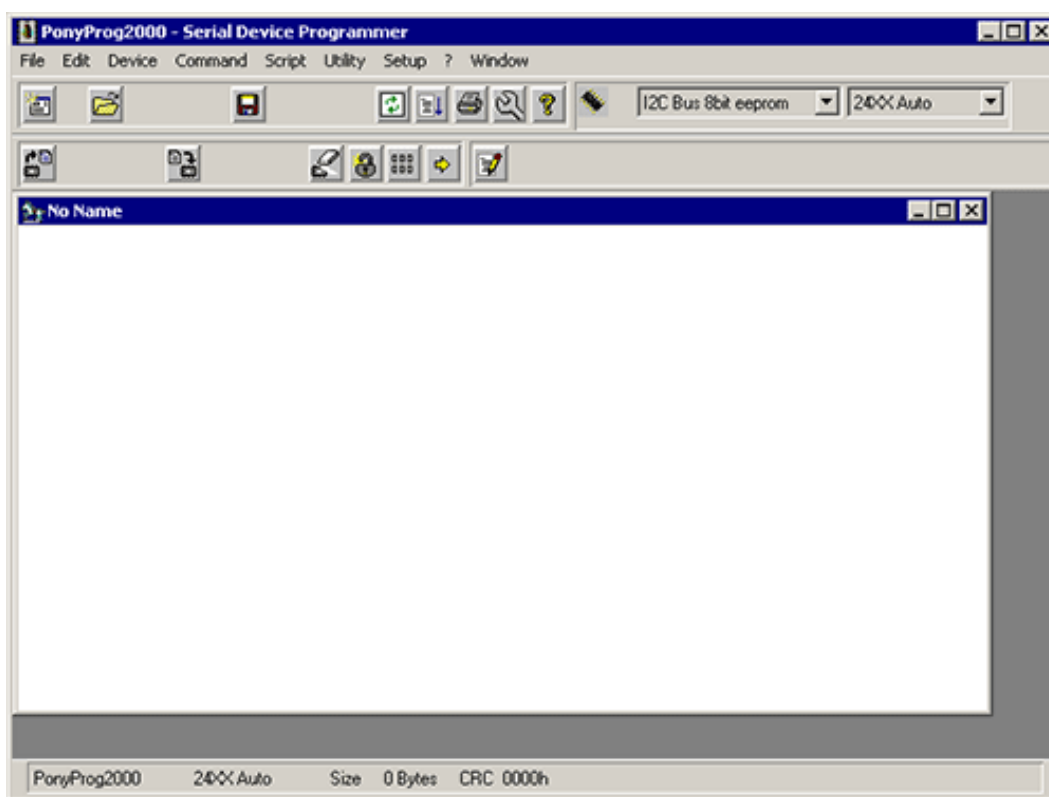 PonyProg2000 - Serial Device Programmer
File Edit Device Command Script Utility Setup ? Window
I2C Bus 8bit eeprom 24XX Auto
No Name
PonyProg2000 24XX Auto Size 0 Bytes CRC 0000h